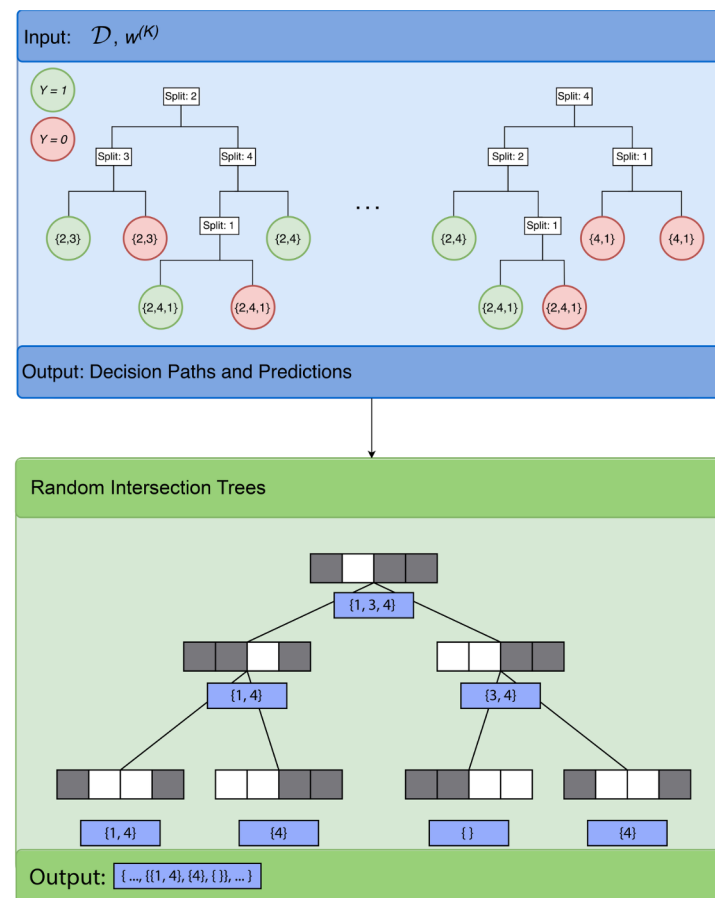 Input: 𝒟, w(K)
Y = 1
Y = 0
Split: 2
Split: 4
Split: 3
Split: 4
Split: 2
Split: 1
...
{2,3}
{2,3}
Split: 1
{2,4}
{2,4}
Split: 1
{4,1}
{4,1}
{2,4,1}
{2,4,1}
{2,4,1}
{2,4,1}
Output: Decision Paths and Predictions
Random Intersection Trees
{1, 3, 4}
{1, 4}
{3, 4}
{1, 4}
{4}
{ }
{4}
Output: { ..., {{1, 4}, {4}, { }}, ... }